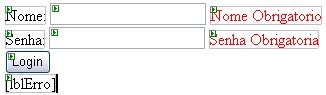 Nome: Nome Obrigatorio
Senha: Senha Obrigatoria
Login
[lblErro]